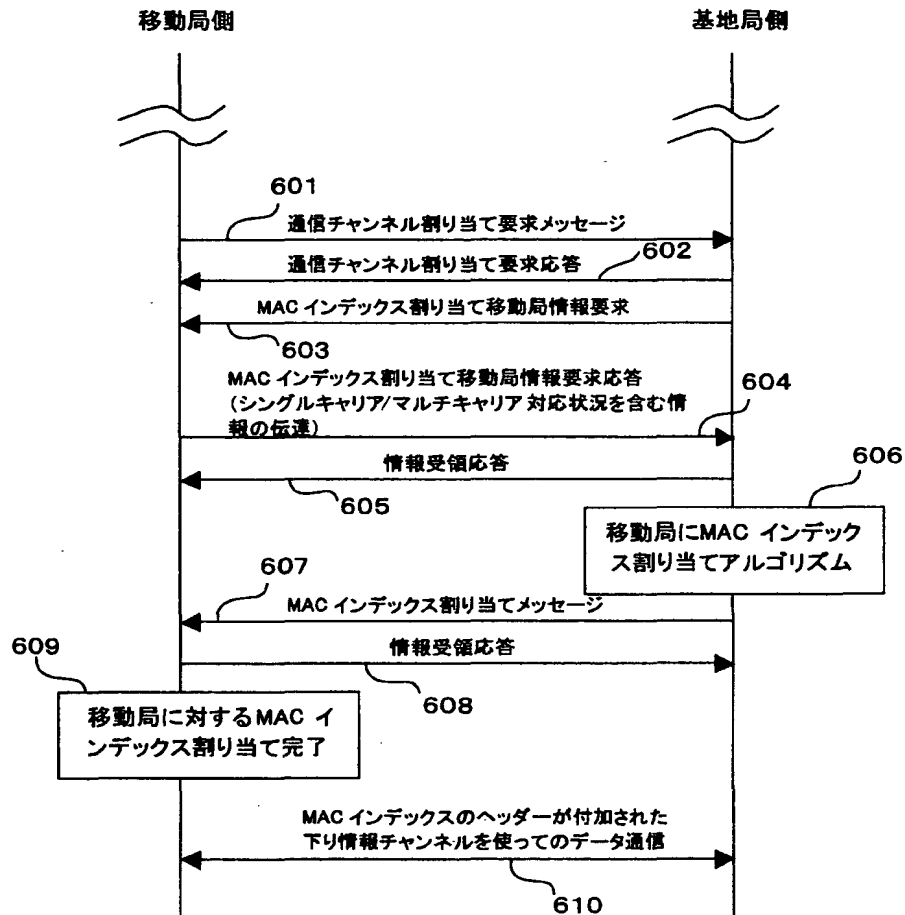 移動局側
基地局側
601
通信チャンネル割り当て要求メッセージ
通信チャンネル割り当て要求応答
602
MAC インデックス割り当て移動局情報要求
603
MAC インデックス割り当て移動局情報要求応答
(シングルキャリア/マルチキャリア 対応状況を含む情
報の伝達)
604
情報受領応答
605
606
移動局にMAC インデック
ス割り当てアルゴリズム
607
MAC インデックス割り当てメッセージ
情報受領応答
608
609
移動局に対するMAC イ
ンデックス割り当て完了
MAC インデックスのヘッダーが付加された
下り情報チャンネルを使ってのデータ通信
610